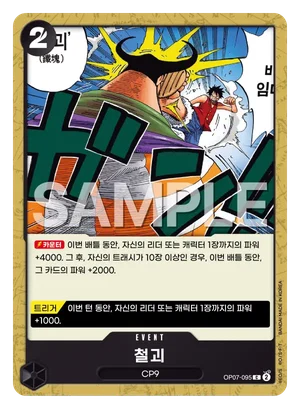 2
괴'
(鐵塊)
바
임다
ガン
SAMPLE
카운터 이번 배틀 동안, 자신의 리더 또는 캐릭터 1장까지의 파워
+4000. 그 후, 자신의 트래시가 10장 이상인 경우, 이번 배틀 동안,
그 카드의 파워 +2000.
트리거 이번 턴 동안, 자신의 리더 또는 캐릭터 1장까지의 파워
+1000.
EVENT
철괴
CP9
OP07-095 C 2